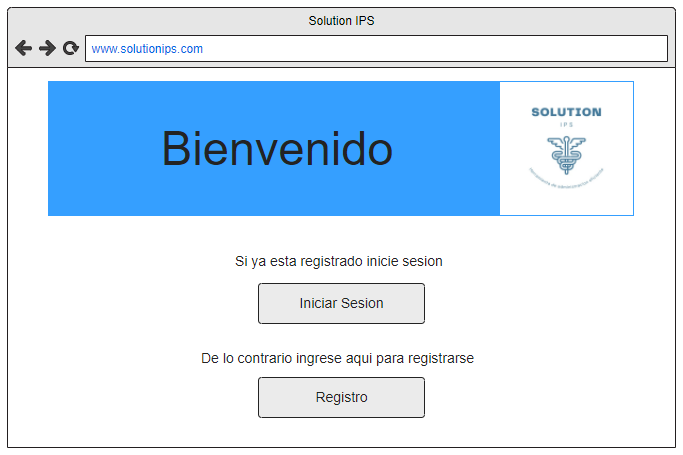 Solution IPS
www.solutionips.com
Bienvenido
SOLUTION
IPS
Si ya esta registrado inicie sesion
Iniciar Sesion
De lo contrario ingrese aqui para registrarse
Registro